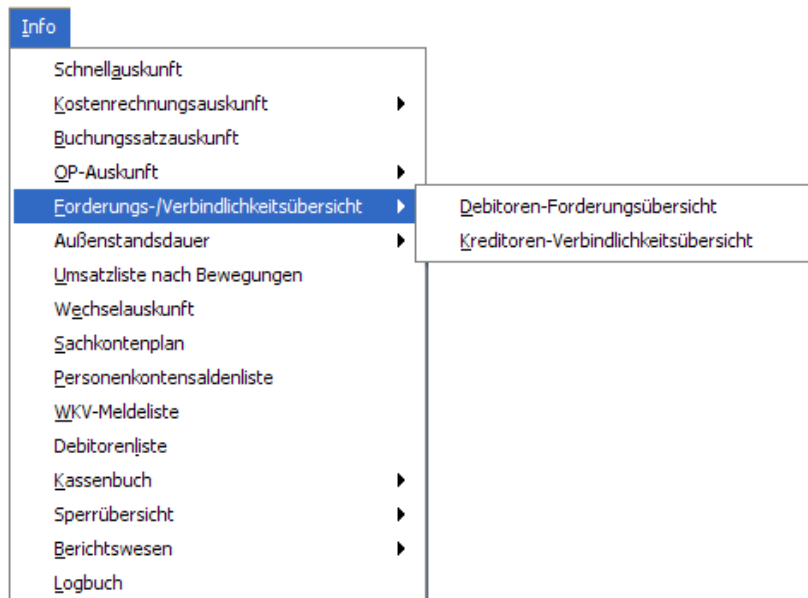 Info
Schnellauskunft
Kostenrechnungsauskunft
Buchungssatzauskunft
OP-Auskunft
Forderungs-/Verbindlichkeitsübersicht
Debitoren-Forderungsübersicht
Außenstandsdauer
Kreditoren-Verbindlichkeitsübersicht
Umsatzliste nach Bewegungen
Wechselauskunft
Sachkontenplan
Personenkontensaldenliste
WKV-Meldeliste
Debitorenliste
Kassenbuch
Sperrübersicht
Berichtswesen
Logbuch